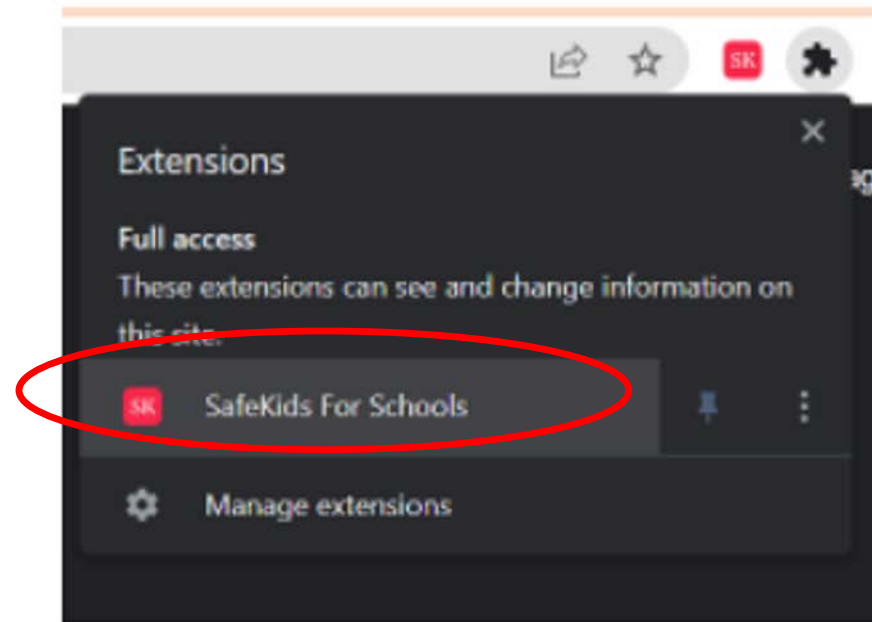 SK
Extensions
Full access
These extensions can see and change information on
this site.
SK SafeKids For Schools
Manage extensions